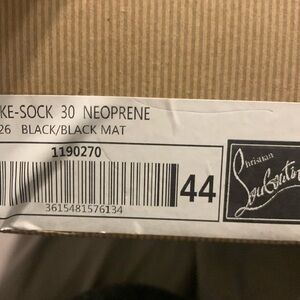 KE-SOCK 30 NEOPRENE
26 BLACK/BLACK MAT
1190270
44
3615481576134
Christian
Louboutin